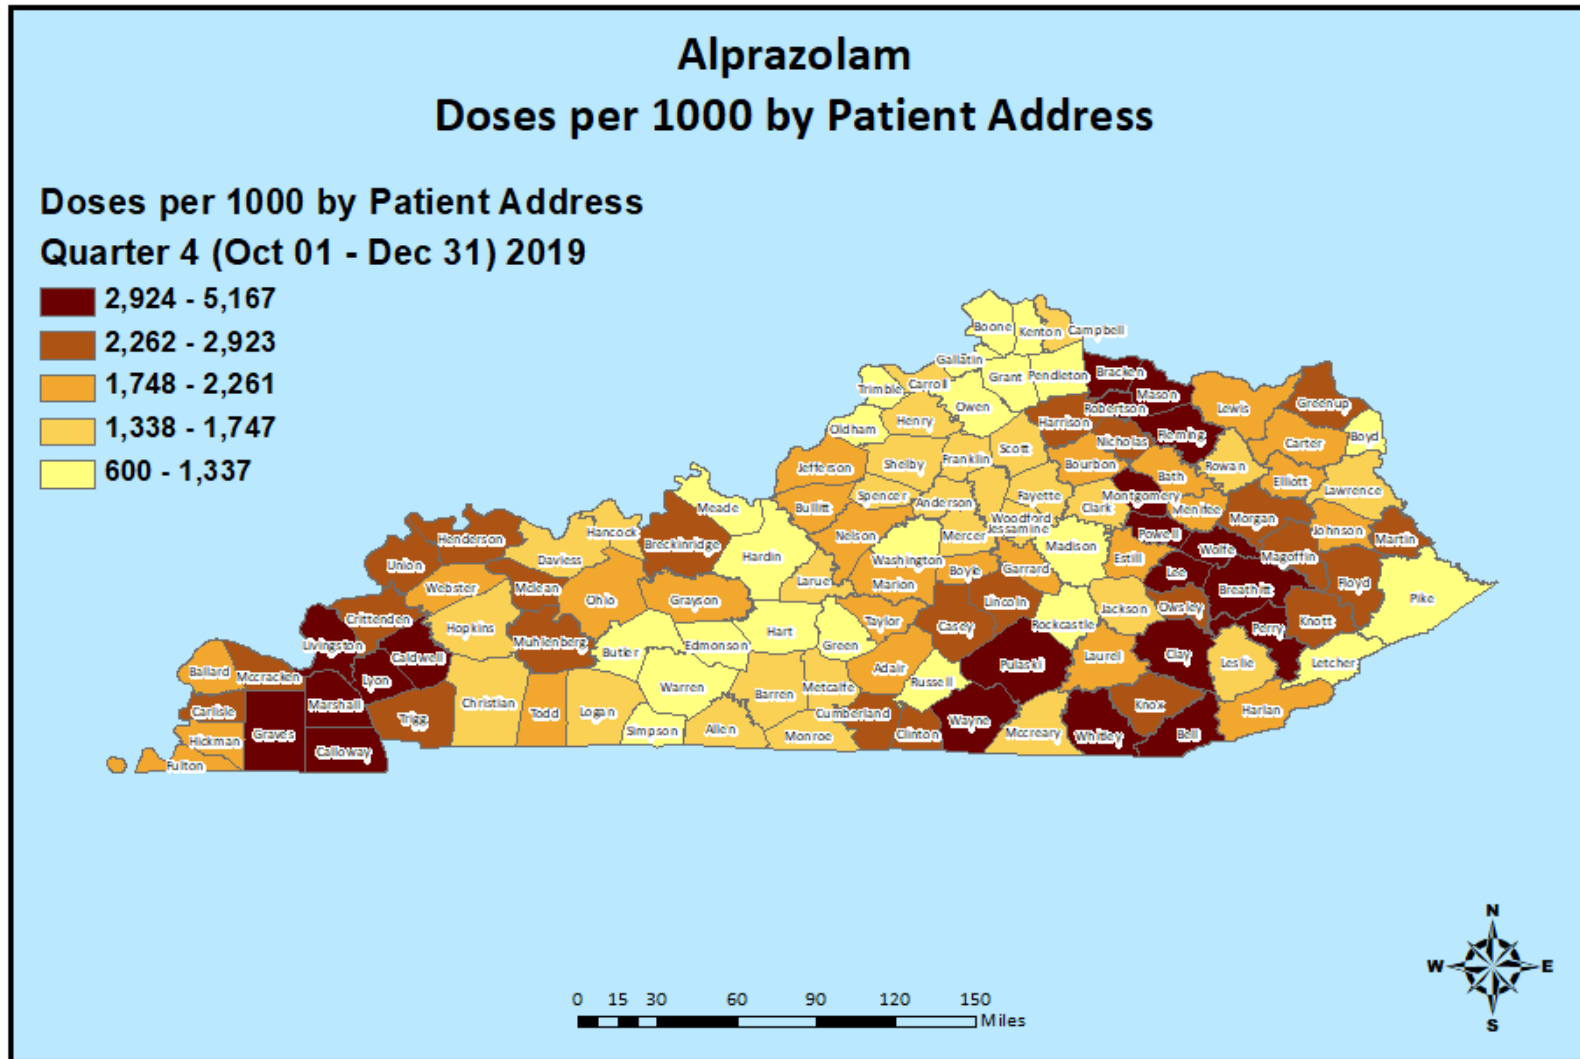 Alprazolam
Doses per 1000 by Patient Address
Doses per 1000 by Patient Address
Quarter 4 (Oct 01 - Dec 31) 2019
2,924 - 5,167
2,262 - 2,923
1,748 - 2,261
1,338 - 1,747
600 - 1,337
Boone
Kenton
Campbell
Gallatin
Grant
Pendleton
Bracken
Trimble
Carroll
Owen
Mason
Robertson
Lewis
Greenup
Henry
Harrison
Oldham
Nicholas
Fleming
Carter
Boyd
Scott
Jefferson
Shelby
Franklin
Bourbon
Bath
Rowan
Elliott
Lawrence
Spencer
Anderson
Fayette
Montgomery
Clark
Menifee
Meade
Bullitt
Woodford
Jessamine
Morgan
Johnson
Hancock
Henderson
Breckinridge
Nelson
Mercer
Powell
Martin
Daviess
Hardin
Washington
Madison
Estill
Wolfe
Magoffin
Union
Webster
Mclean
Larue
Marion
Boyle
Garrard
Lee
Floyd
Breathitt
Ohio
Grayson
Lincoln
Jackson
Owsley
Pike
Crittenden
Hopkins
Taylor
Casey
Rockcastle
Perry
Knott
Livingston
Muhlenberg
Hart
Green
Butler
Edmonson
Caldwell
Pulaski
Laurel
Clay
Leslie
Letcher
Ballard
Mccracken
Lyon
Warren
Adair
Russell
Barren
Metcalfe
Marshall
Christian
Todd
Logan
Knox
Harlan
Carlisle
Trigg
Cumberland
Wayne
Simpson
Allen
Monroe
Clinton
Mccreary
Whitley
Bell
Hickman
Graves
Calloway
Fulton
N
W
E
S
0 15 30 60 90 120 150
Miles